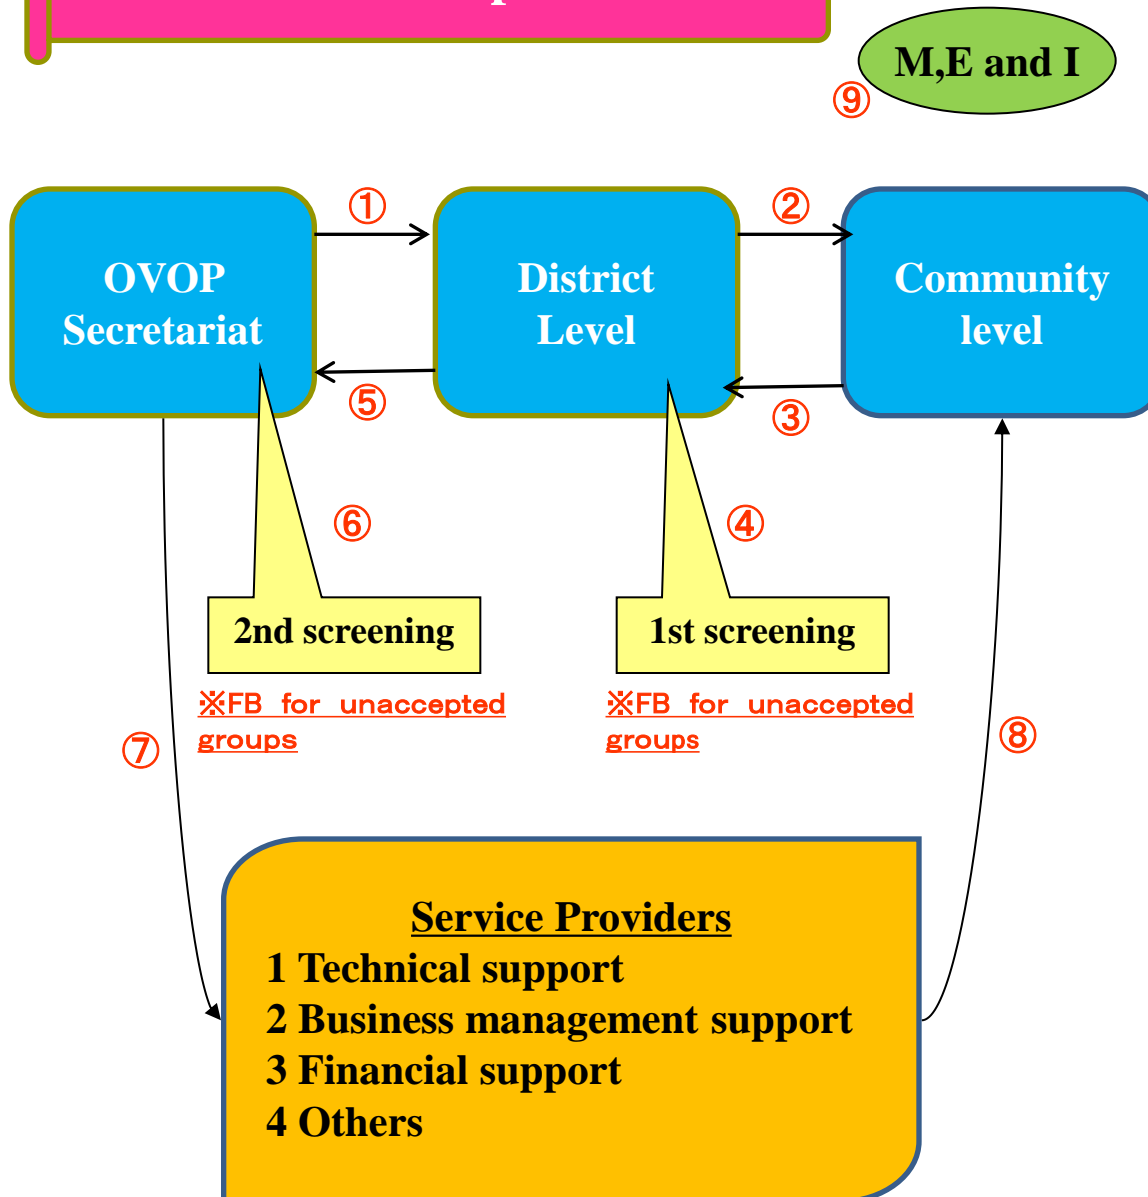 M,E and I
⑨
①
②
OVOP
Secretariat
District
Level
Community
level
⑤
③
⑥
④
2nd screening
1st screening
※FB for unaccepted
groups
※FB for unaccepted
groups
⑦
⑧
Service Providers
1 Technical support
2 Business management support
3 Financial support
4 Others